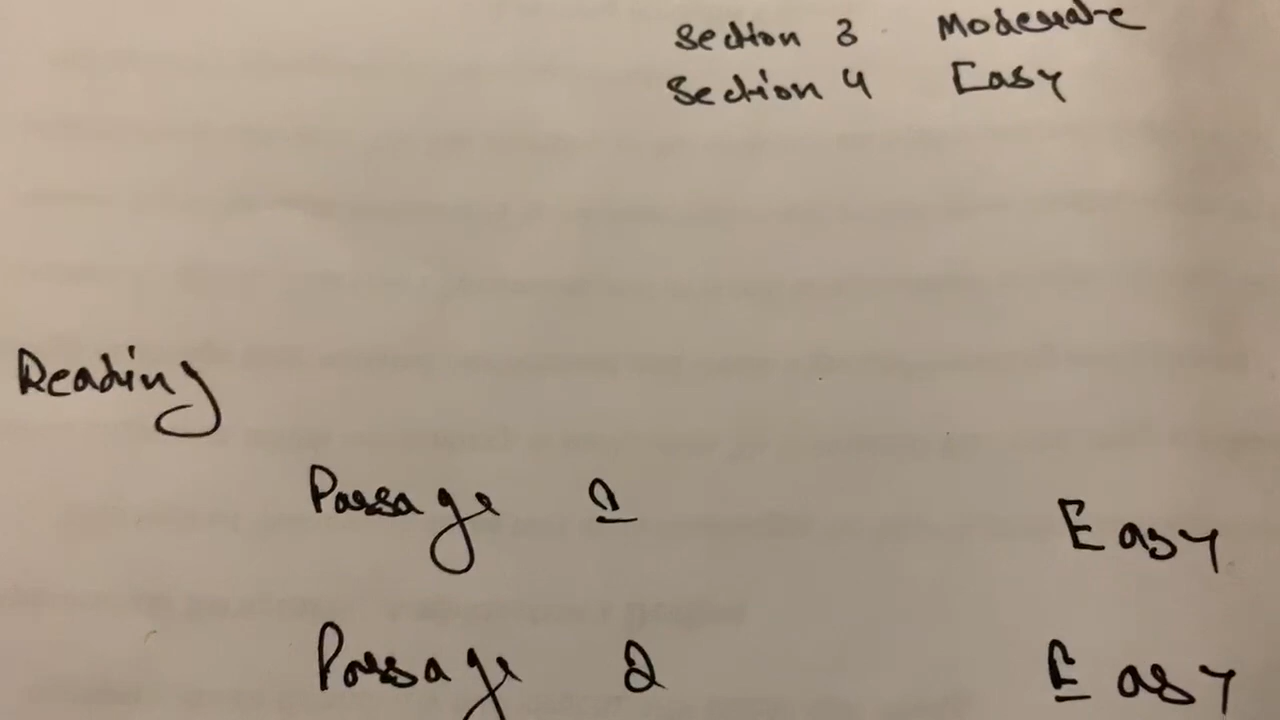 Section 3 Moderate
Section 4 Easy
Reading
Passage 1 Easy
Passage 2 Easy